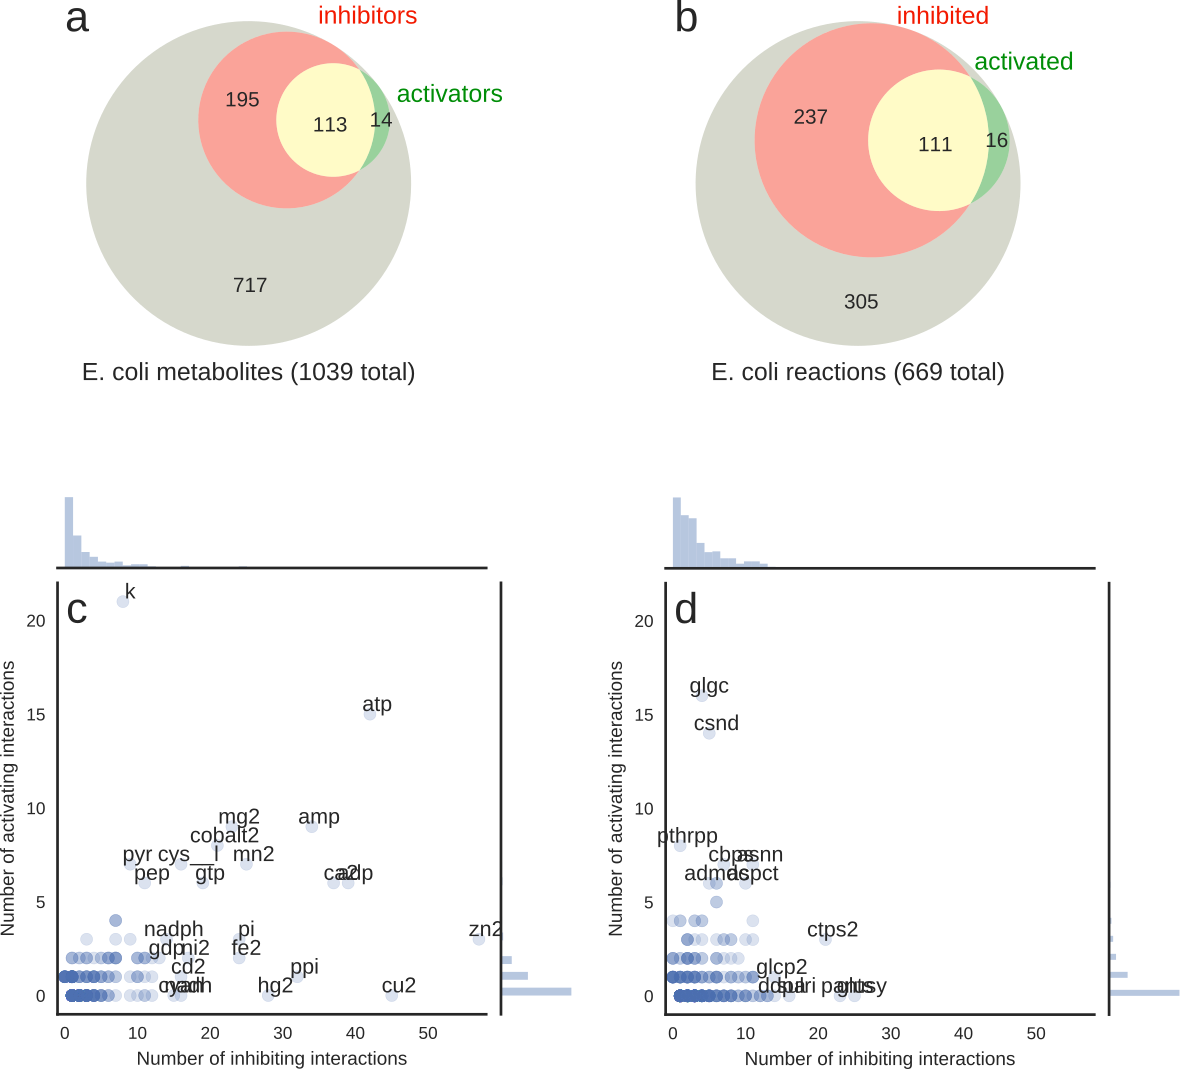 a
inhibitors
activators
195
113
14
717
E. coli metabolites (1039 total)
b
inhibited
activated
237
111
16
305
E. coli reactions (669 total)
c
Number of activating interactions
20
15
10
5
0
k
atp
mg2
amp
cobalt2
pyr
cys__l
mn2
pep
gtp
ca2
adp
nadph
pi
zn2
gdp
ni2
fe2
cd2
ppi
nadh
hg2
cu2
0 10 20 30 40 50
Number of inhibiting interactions
d
Number of activating interactions
20
15
10
5
0
glgc
csnd
pthrpp
cbps
asnn
aspct
ctps2
glcp2
0 10 20 30 40 50
Number of inhibiting interactions